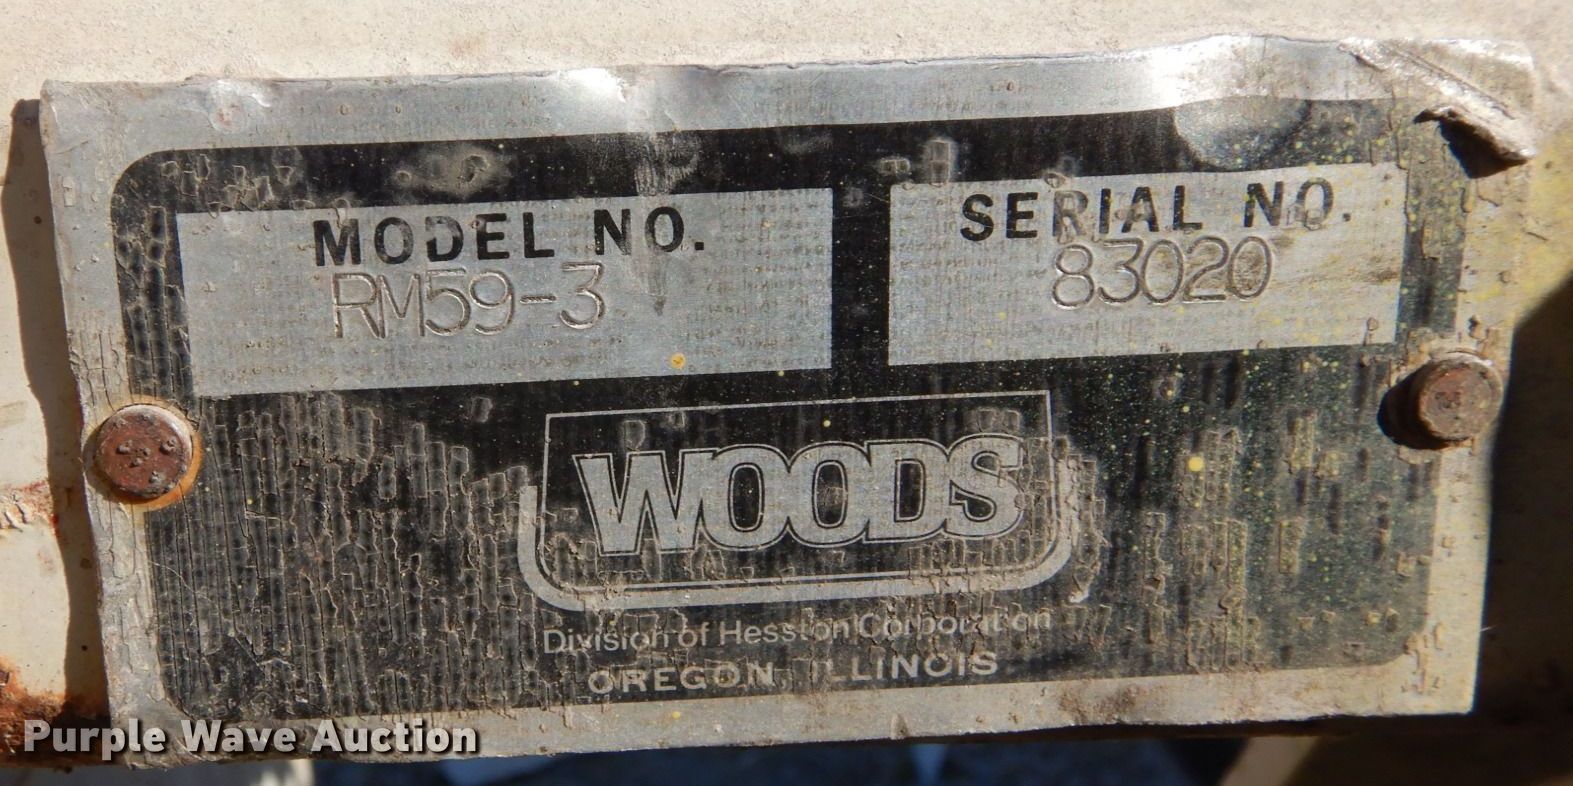 MODEL NO.
RM59-3
SERIAL NO.
83020
WOODS
Division of Hesston Corporation
OREGON, ILLINOIS
Purple Wave Auction